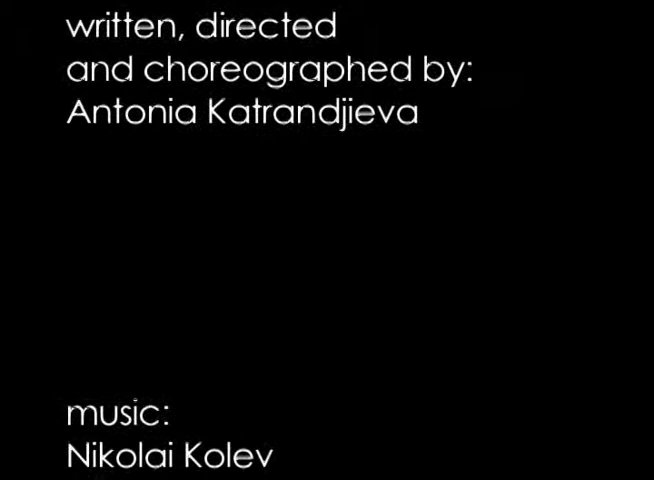 written, directed
and choreographed by:
Antonia Katrandjieva
music:
Nikolai Kolev